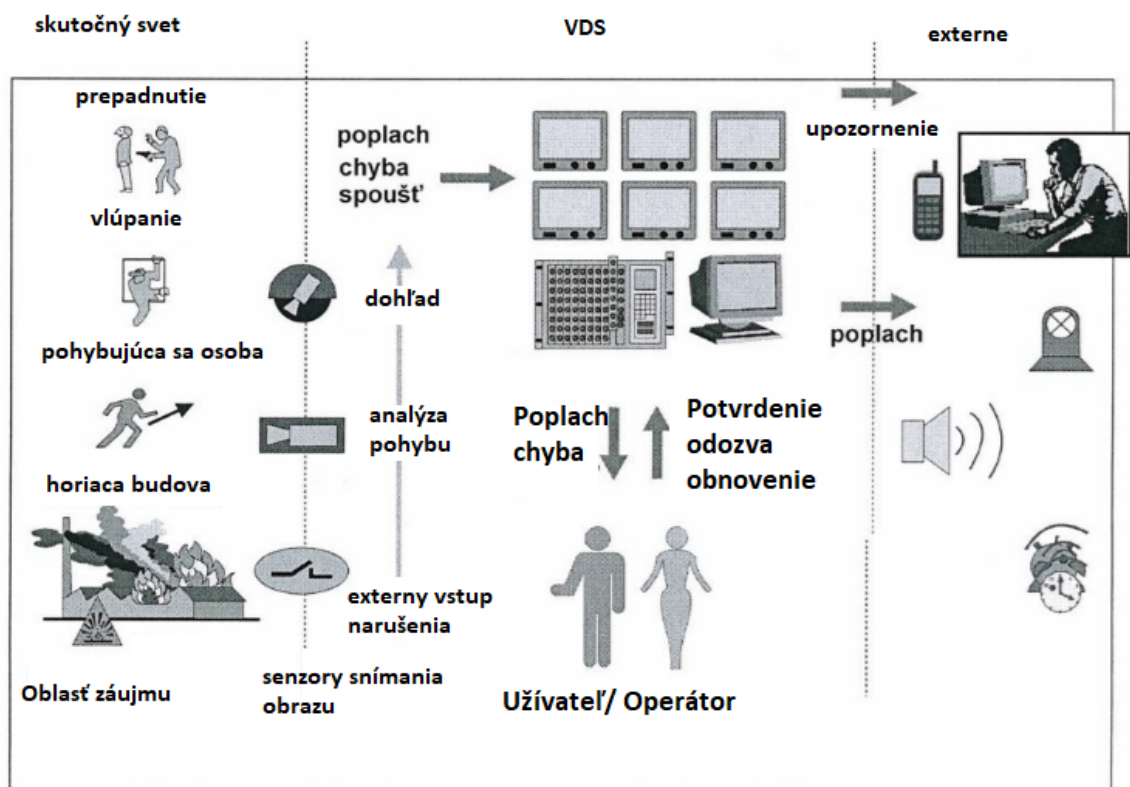 skutočný svet
VDS
externe
prepadnutie
vlúpanie
pohybujúca sa osoba
horiaca budova
Oblasť záujmu
poplach
chyba
spoušť
dohľad
analýza
pohybu
externy vstup
narušenia
senzory snímania
obrazu
Poplach
chyba
Potvrdenie
odozva
obnovenie
Užívateľ/ Operátor
upozornenie
poplach